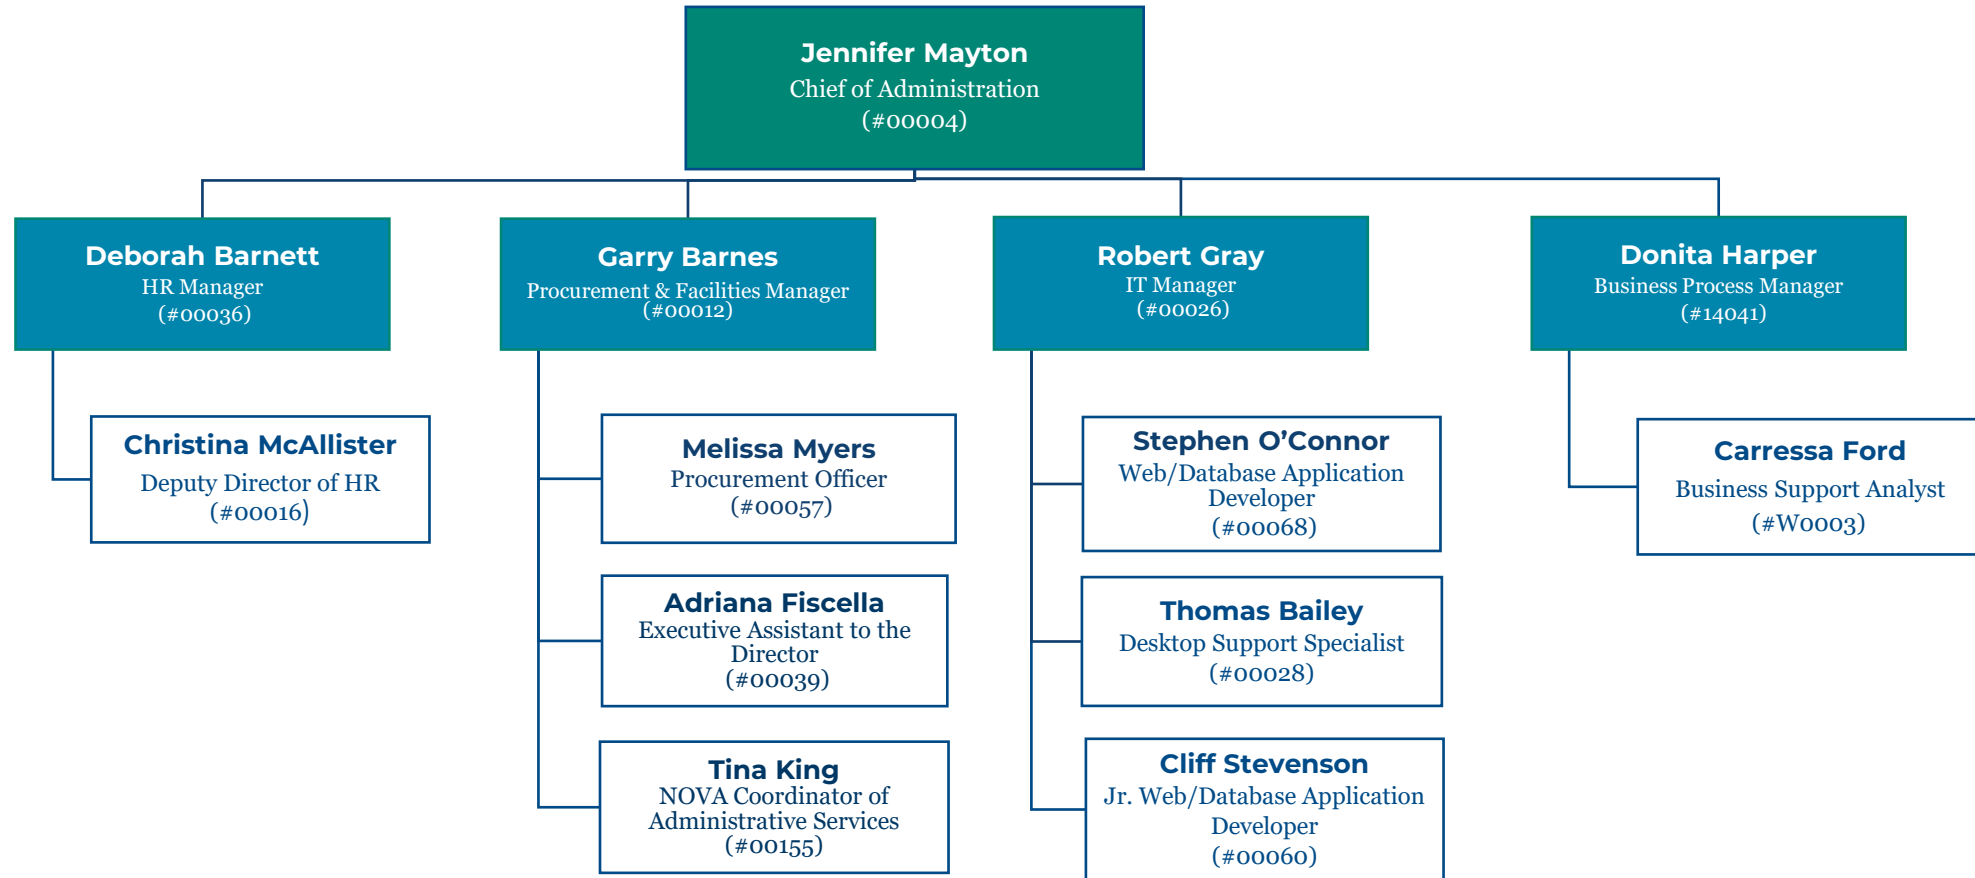 Jennifer Mayton
Chief of Administration
(#00004)
Deborah Barnett
HR Manager
(#00036)
Garry Barnes
Procurement & Facilities Manager
(#00012)
Robert Gray
IT Manager
(#00026)
Donita Harper
Business Process Manager
(#14041)
Christina McAllister
Deputy Director of HR
(#00016)
Melissa Myers
Procurement Officer
(#00057)
Adriana Fiscella
Executive Assistant to the
Director
(#00039)
Tina King
NOVA Coordinator of
Administrative Services
(#00155)
Stephen O’Connor
Web/Database Application
Developer
(#00068)
Thomas Bailey
Desktop Support Specialist
(#00028)
Cliff Stevenson
Jr. Web/Database Application
Developer
(#00060)
Carressa Ford
Business Support Analyst
(#W0003)